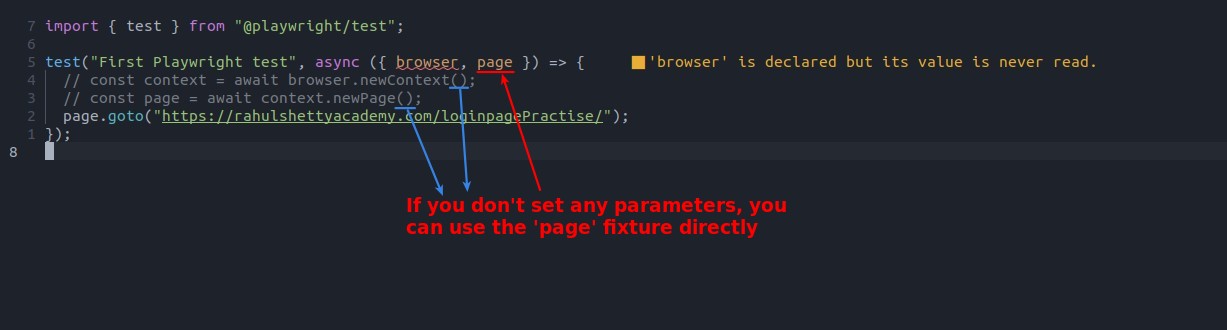 7 import { test } from "@playwright/test";
6
5 test("First Playwright test", async ({ browser, page }) => { 'browser' is declared but its value is never read.
4 // const context = await browser.newContext();
3 // const page = await context.newPage();
2 page.goto("https://rahulshettyacademy.com/loginpagePractise/");
1 });
8
If you don't set any parameters, you
can use the 'page' fixture directly